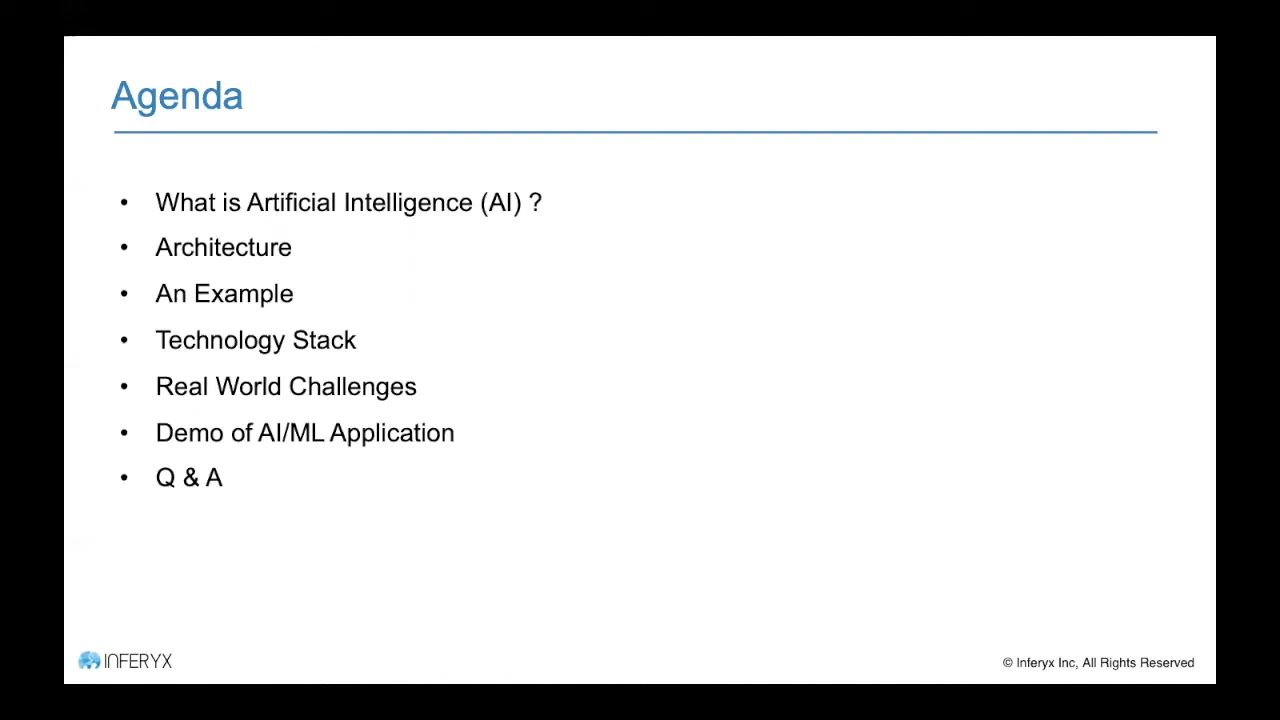 Agenda
• What is Artificial Intelligence (AI) ?
• Architecture
• An Example
• Technology Stack
• Real World Challenges
• Demo of AI/ML Application
• Q & A
INFERYX
© Inferyx Inc, All Rights Reserved